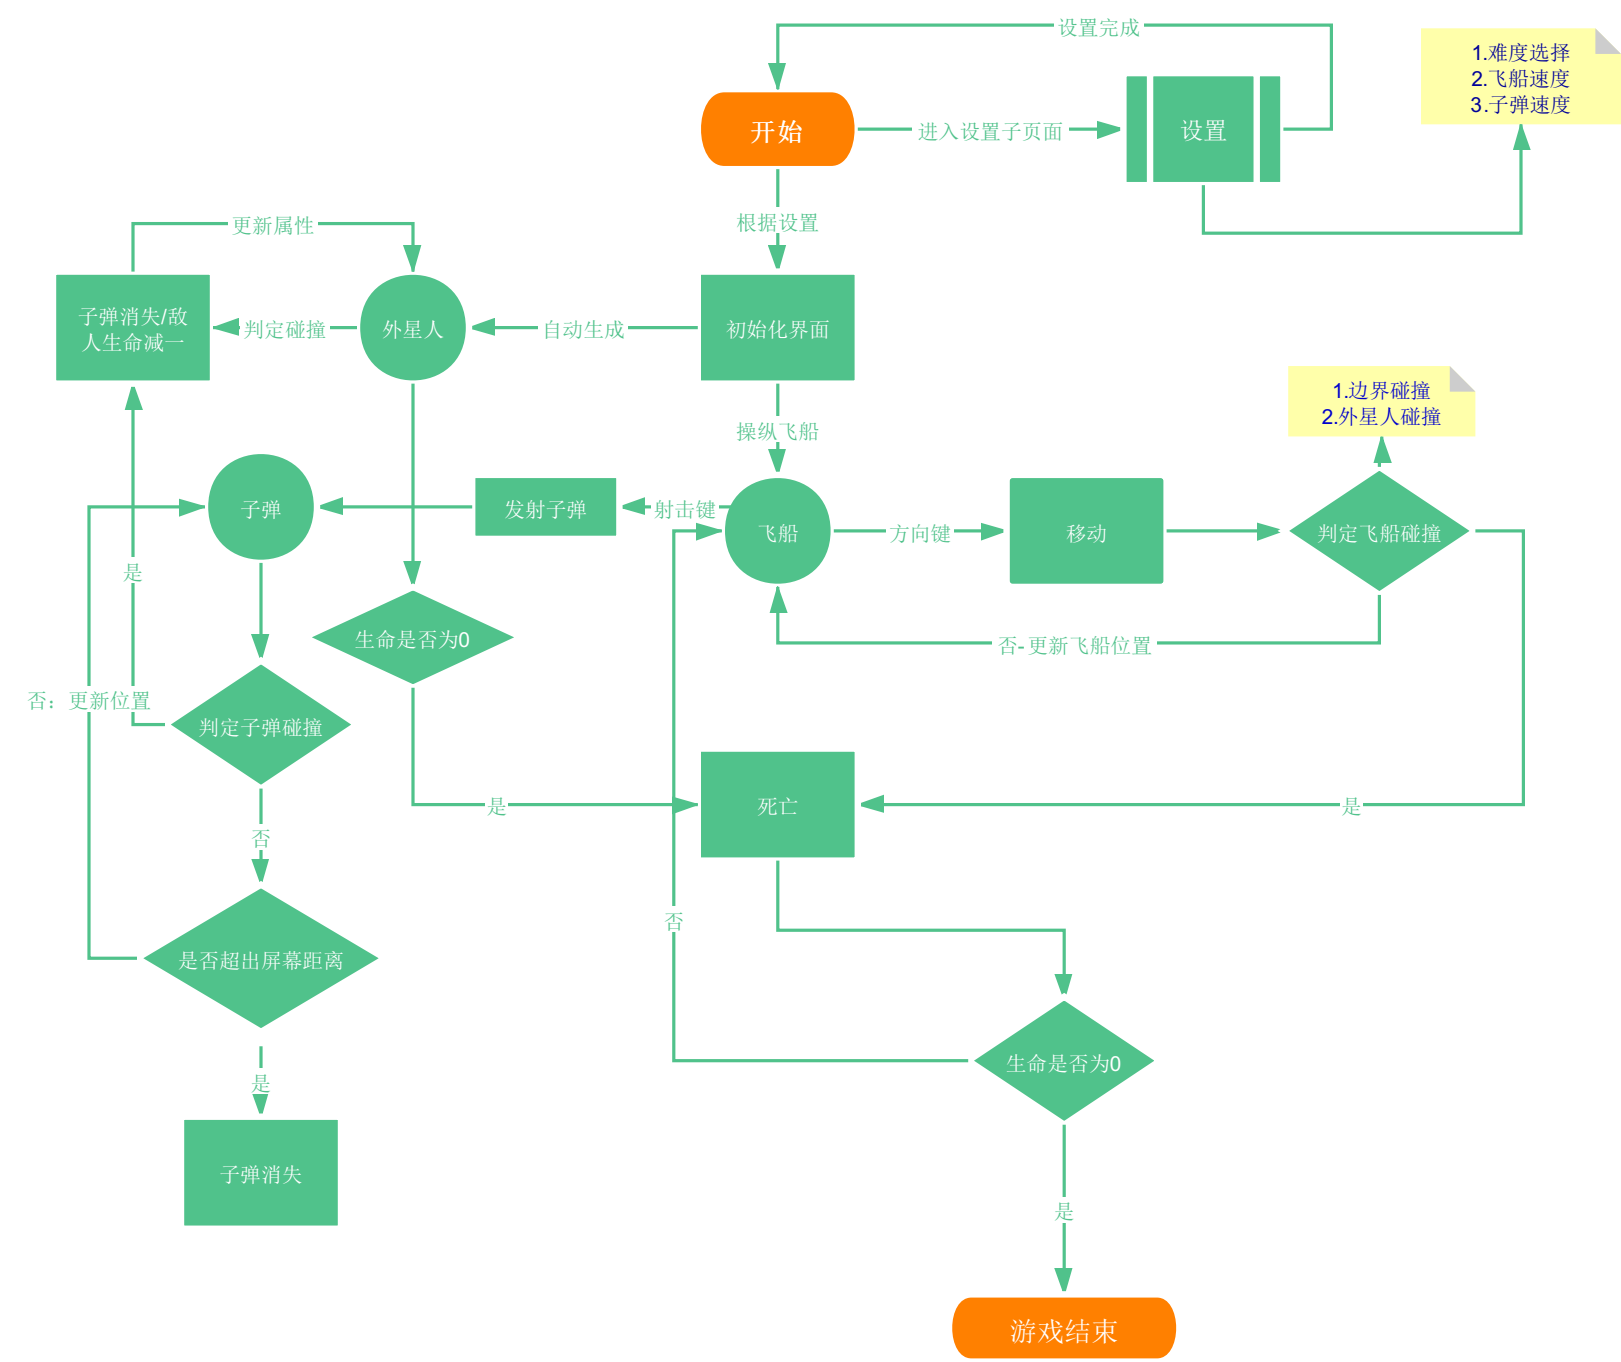 设置完成
1.难度选择
2.飞船速度
3.子弹速度
开始
进入设置子页面
设置
根据设置
更新属性
子弹消失/敌
人生命减一
判定碰撞
外星人
自动生成
初始化界面
操纵飞船
1.边界碰撞
2.外星人碰撞
子弹
发射子弹
射击键
飞船
方向键
移动
判定飞船碰撞
是
生命是否为0
否-更新飞船位置
否：更新位置
判定子弹碰撞
是
死亡
是
否
否
是否超出屏幕距离
生命是否为0
是
子弹消失
是
游戏结束